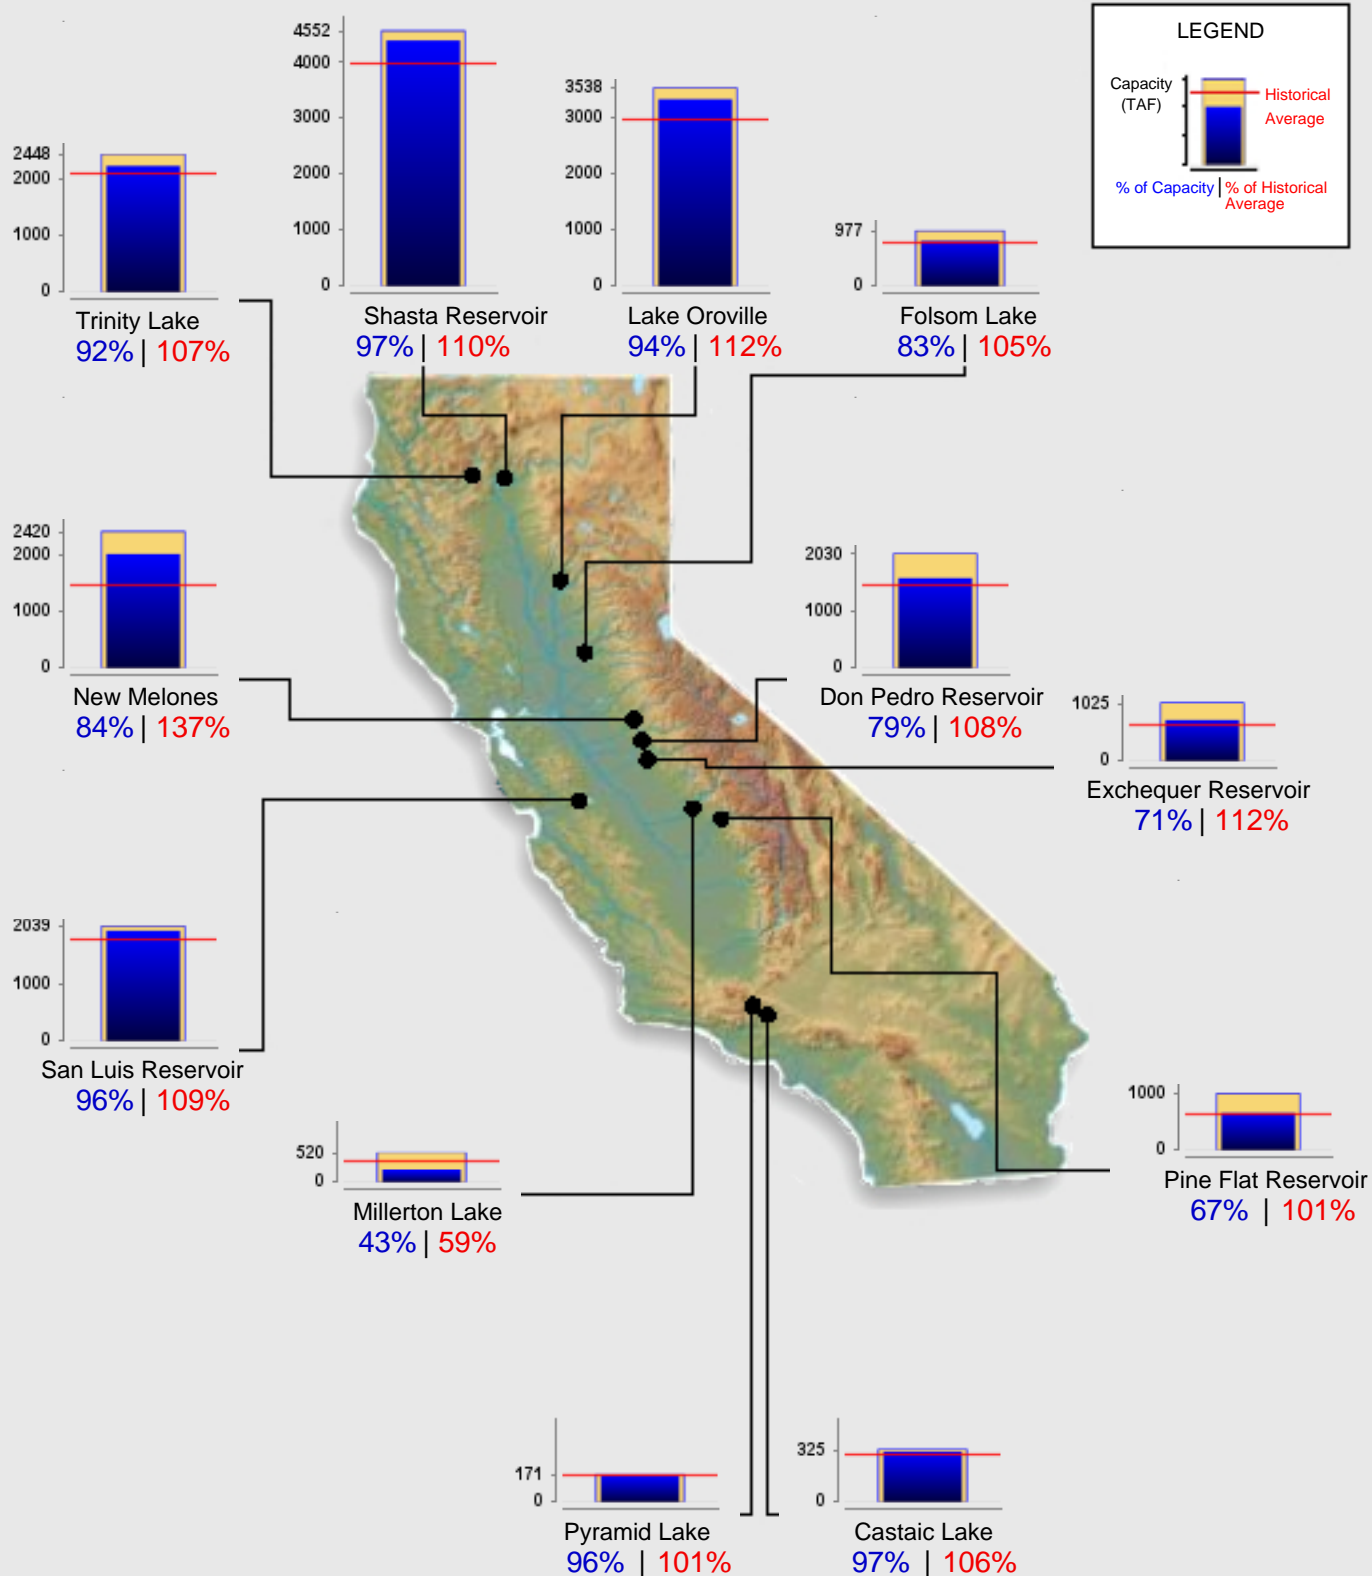 LEGEND
Capacity
(TAF)
Historical
Average
% of Capacity | % of Historical
Average
4552
4000
3000
2000
1000
0
Shasta Reservoir
97% | 110%
3538
3000
2000
1000
0
Lake Oroville
94% | 112%
2448
2000
1000
0
Trinity Lake
92% | 107%
977
0
Folsom Lake
83% | 105%
2420
2000
1000
0
New Melones
84% | 137%
2030
1000
0
Don Pedro Reservoir
79% | 108%
1025
0
Exchequer Reservoir
71% | 112%
2039
1000
0
San Luis Reservoir
96% | 109%
520
0
Millerton Lake
43% | 59%
1000
0
Pine Flat Reservoir
67% | 101%
171
0
Pyramid Lake
96% | 101%
325
0
Castaic Lake
97% | 106%